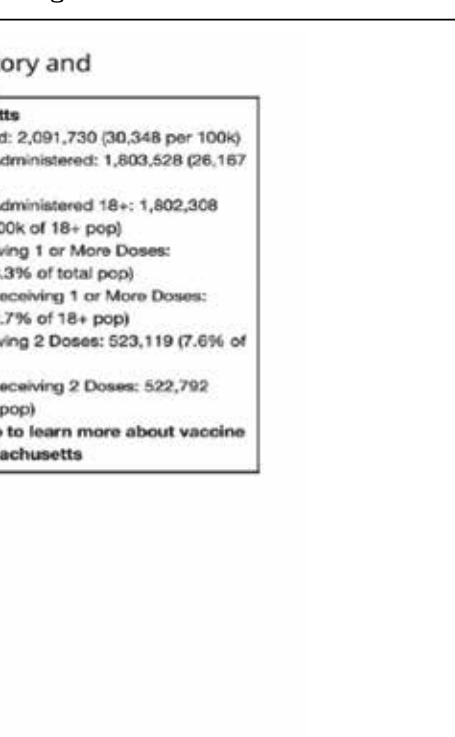 ory and
tts
d: 2,091,730 (30,348 per 100k)
dministered: 1,803,528 (26,167
dministered 18+: 1,802,308
00k of 18+ pop)
ving 1 or More Doses:
.3% of total pop)
eceiving 1 or More Doses:
.7% of 18+ pop)
ving 2 Doses: 523,119 (7.6% of
eceiving 2 Doses: 522,792
pop)
to learn more about vaccine
achusetts